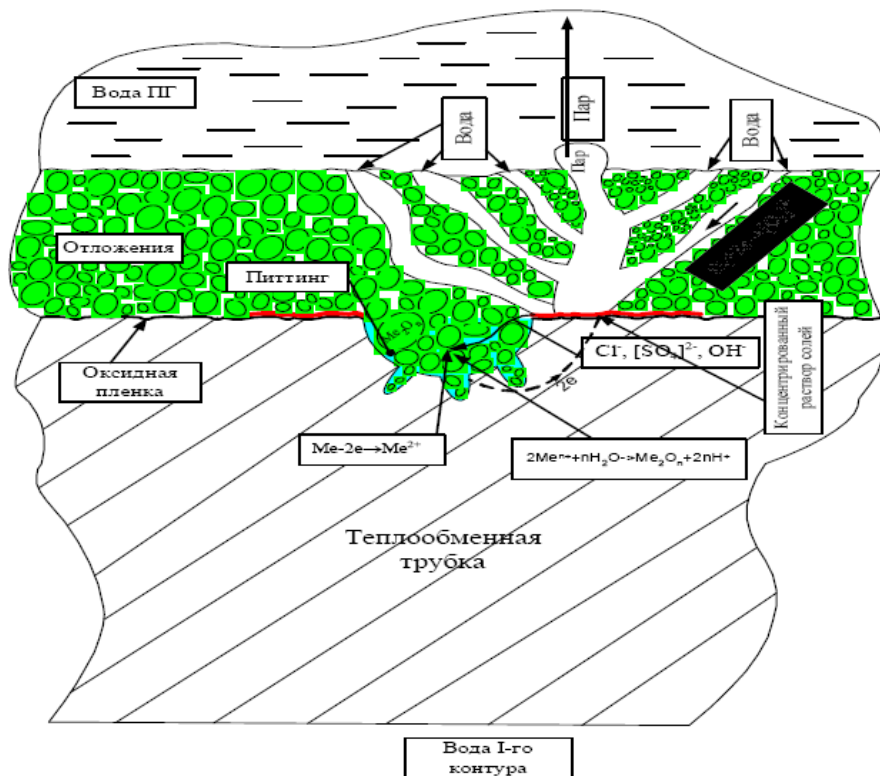 Вода ПГ
Пар
Вода
Вода
Пар
Отложения
Питтинг
Оксидная
пленка
Cl⁻, [SO₄]²⁻, OH⁻
2e
Концентрированный
раствор солей
Me-2e→Me²⁺
2Meⁿ⁺+nH₂O->Me₂Oₙ+2nH⁺
Теплообменная
трубка
Вода I-го
контура